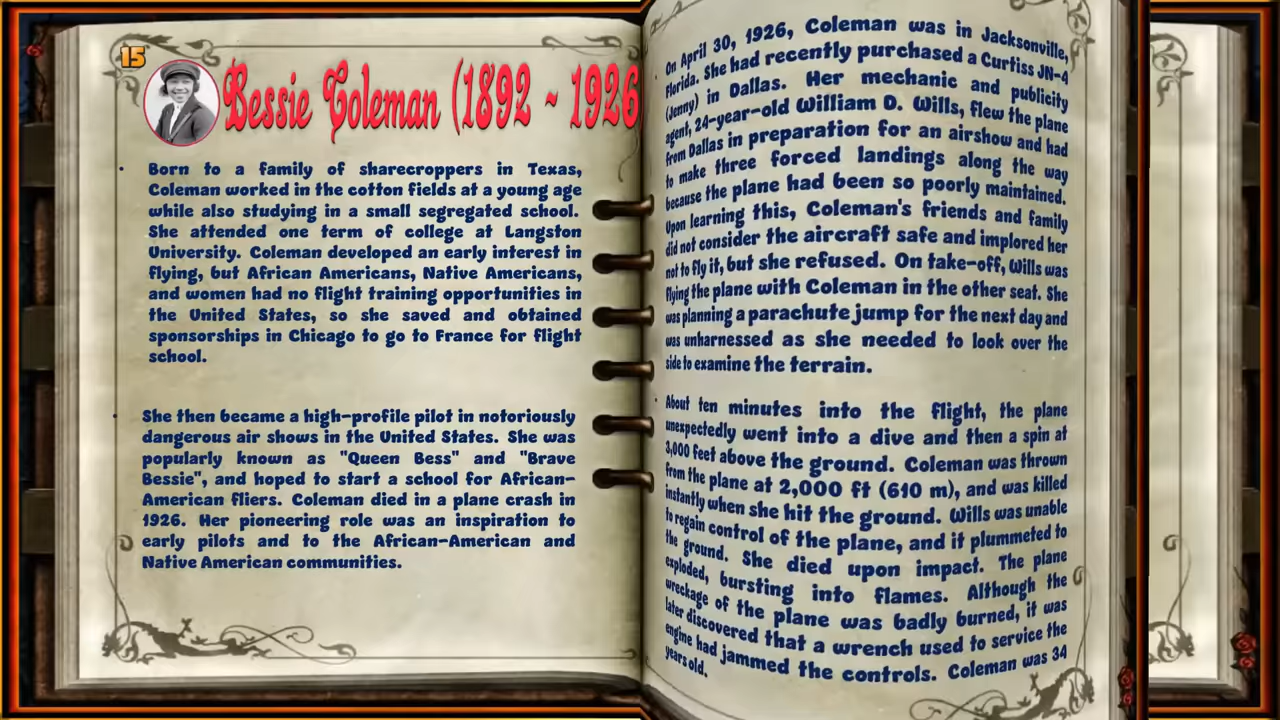 15
Bessie Coleman (1892 ~ 1926
• Born to a family of sharecroppers in Texas,
Coleman worked in the cotton fields at a young age
while also studying in a small segregated school.
She attended one term of college at Langston
University. Coleman developed an early interest in
flying, but African Americans, Native Americans,
and women had no flight training opportunities in
the United States, so she saved and obtained
sponsorships in Chicago to go to France for flight
school.
• She then became a high-profile pilot in notoriously
dangerous air shows in the United States. She was
popularly known as "Queen Bess" and "Brave
Bessie", and hoped to start a school for African-
American fliers. Coleman died in a plane crash in
1926. Her pioneering role was an inspiration to
early pilots and to the African-American and
Native American communities.
• On April 30, 1926, Coleman was in Jacksonville,
Florida. She had recently purchased a Curtiss JN-4
(Jenny) in Dallas. Her mechanic and publicity
agent, 24-year-old William D. Wills, flew the plane
from Dallas in preparation for an airshow and had
to make three forced landings along the way
because the plane had been so poorly maintained.
Upon learning this, Coleman's friends and family
did not consider the aircraft safe and implored her
not to fly it, but she refused. On take-off, Wills was
flying the plane with Coleman in the other seat. She
was planning a parachute jump for the next day and
was unharnessed as she needed to look over the
side to examine the terrain.
• About ten minutes into the flight, the plane
unexpectedly went into a dive and then a spin at
3,000 feet above the ground. Coleman was thrown
from the plane at 2,000 ft (610 m), and was killed
instantly when she hit the ground. Wills was unable
to regain control of the plane, and it plummeted to
the ground. She died upon impact. The plane
exploded, bursting into flames. Although the
wreckage of the plane was badly burned, it was
later discovered that a wrench used to service the
engine had jammed the controls. Coleman was 34
years old.